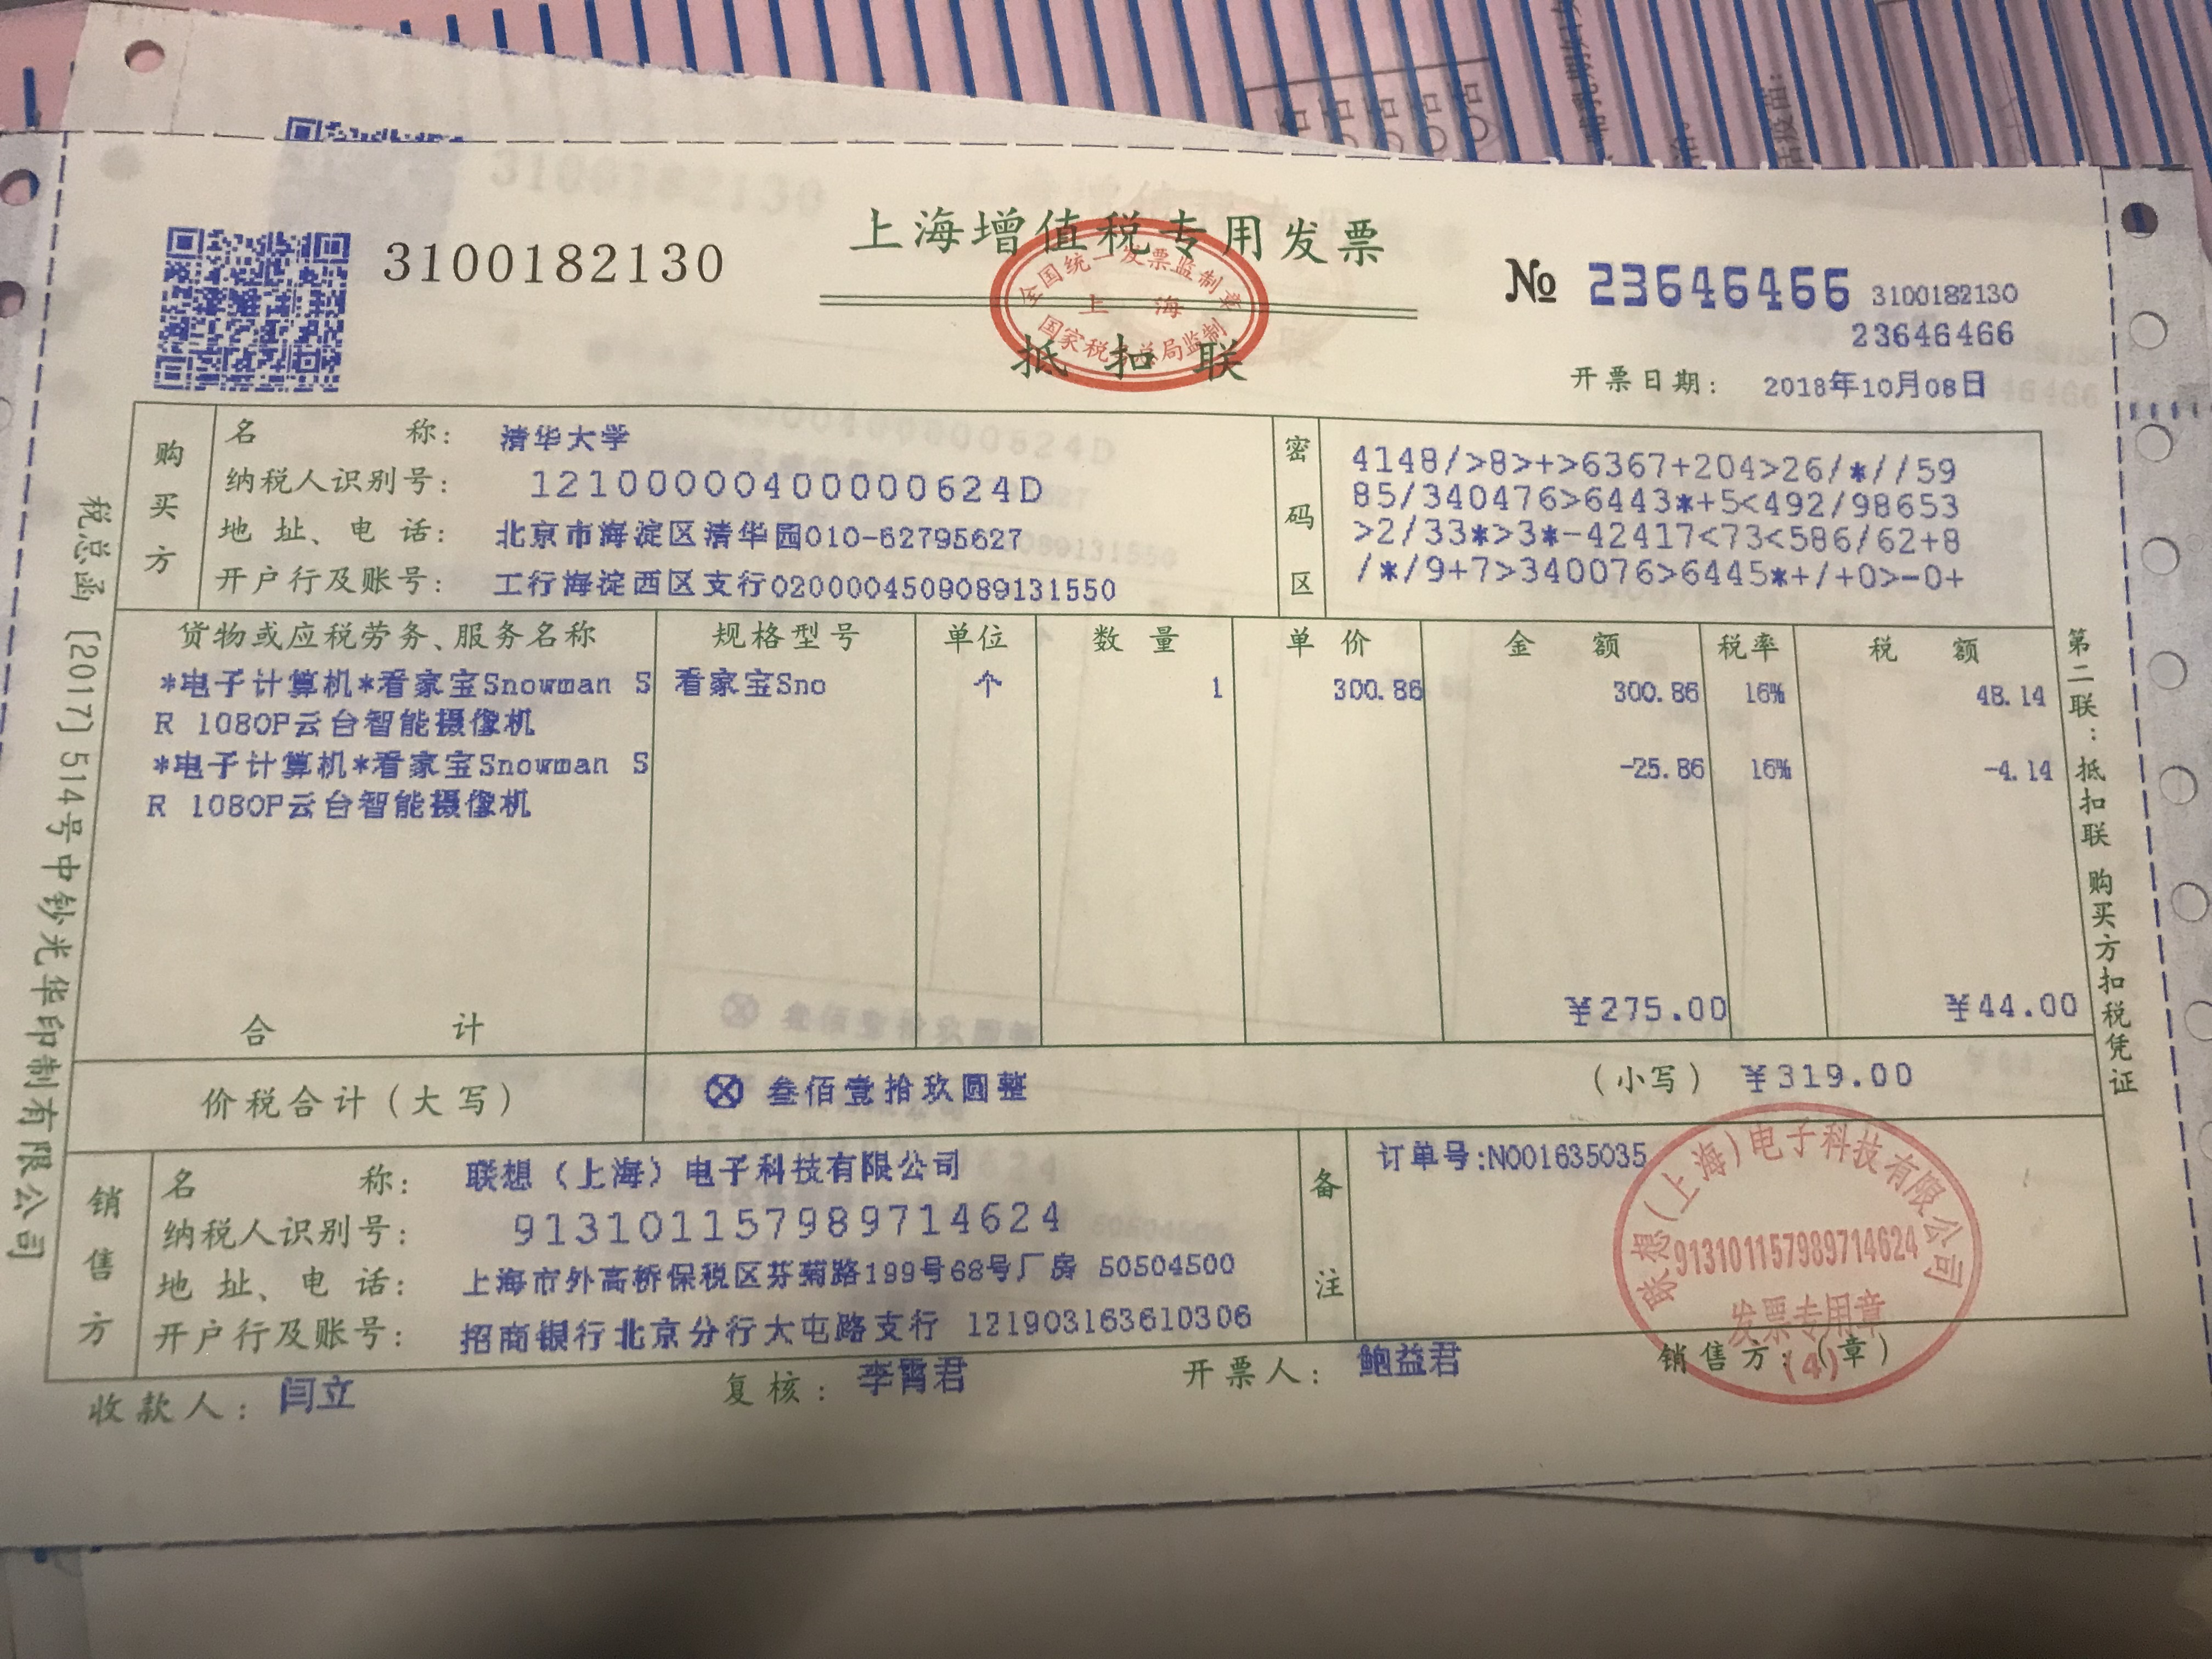 3100182130
上海增值税专用发票
№ 23646466
3100182130
23646466
抵扣联
全国统一发票监制章
上海
国家税务总局监制
开票日期: 2018年10月08日
税总函〔2017〕514号中钞光华印制有限公司
购买方
名称: 清华大学
纳税人识别号: 12100000400000624D
地址、电话: 北京市海淀区清华园010-62795627
开户行及账号: 工行海淀西区支行0200004509089131550
密码区
4148/>8>+>6367+204>26/*//59
85/340476>6443*+5<492/98653
>2/33*>3*-42417<73<586/62+8
/*/9+7>340076>6445*+/+0>-0+
货物或应税劳务、服务名称 规格型号 单位 数量 单价 金额 税率 税额
*电子计算机*看家宝Snowman S 看家宝Sno 个 1 300.86 300.86 16% 48.14
R 1080P云台智能摄像机
*电子计算机*看家宝Snowman S -25.86 16% -4.14
R 1080P云台智能摄像机
合计 ¥275.00 ¥44.00
价税合计(大写) ⊗ 叁佰壹拾玖圆整 (小写) ¥319.00
销售方
名称: 联想(上海)电子科技有限公司
纳税人识别号: 913101157989714624
地址、电话: 上海市外高桥保税区芬菊路199号68号厂房 50504500
开户行及账号: 招商银行北京分行大屯路支行 121903163610306
备注
订单号:N001635035
联想(上海)电子科技有限公司
913101157989714624
发票专用章
(4)
收款人: 闫立 复核: 李霄君 开票人: 鲍益君 销售方:(章)
第二联:抵扣联 购买方扣税凭证
哺乳期妇女